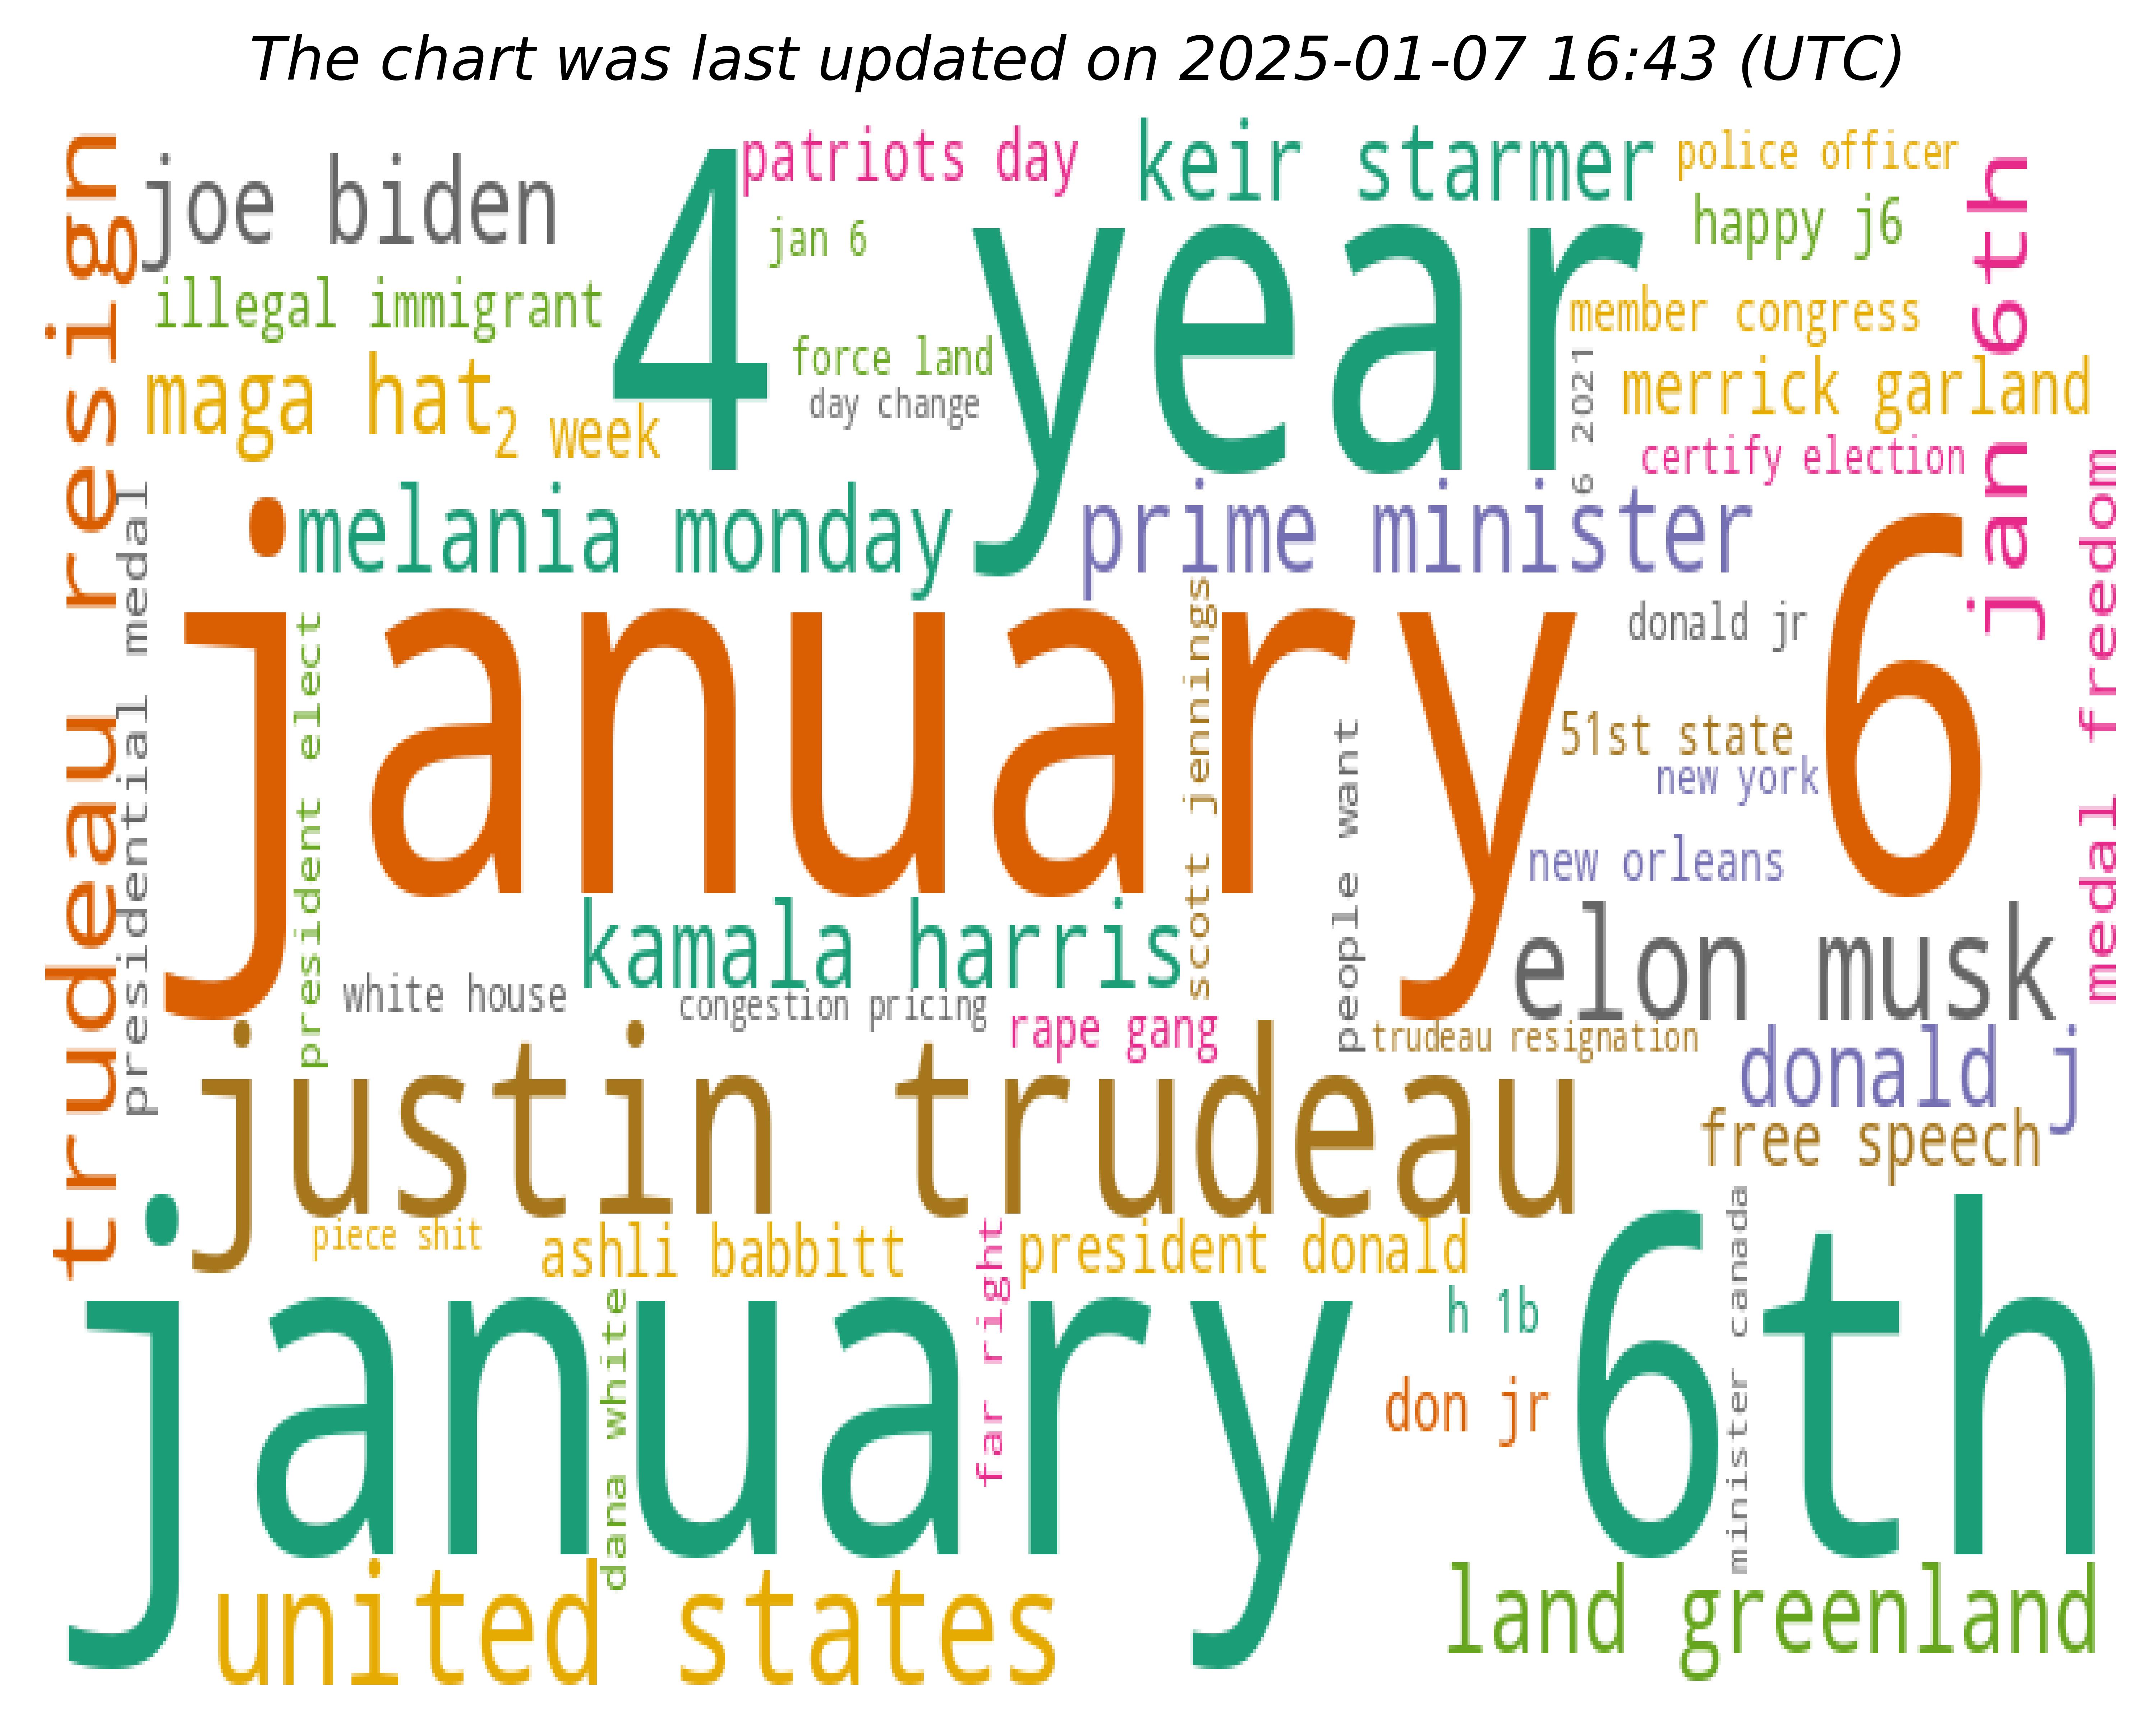 The chart was last updated on 2025-01-07 16:43 (UTC)
trudeau resign
joe biden
4 year
patriots day
keir starmer
police officer
jan 6th
happy j6
jan 6
illegal immigrant
member congress
force land
maga hat
day change
merrick garland
2 week
6 2021
certify election
medal freedom
presidential medal
melania monday
prime minister
january 6
donald jr
president elect
scott jennings
51st state
new york
people want
new orleans
kamala harris
elon musk
white house
congestion pricing
rape gang
trudeau resignation
donald j
justin trudeau
free speech
piece shit
ashli babbitt
far right
president donald
minister canada
january 6th
h 1b
dana white
don jr
united states
land greenland